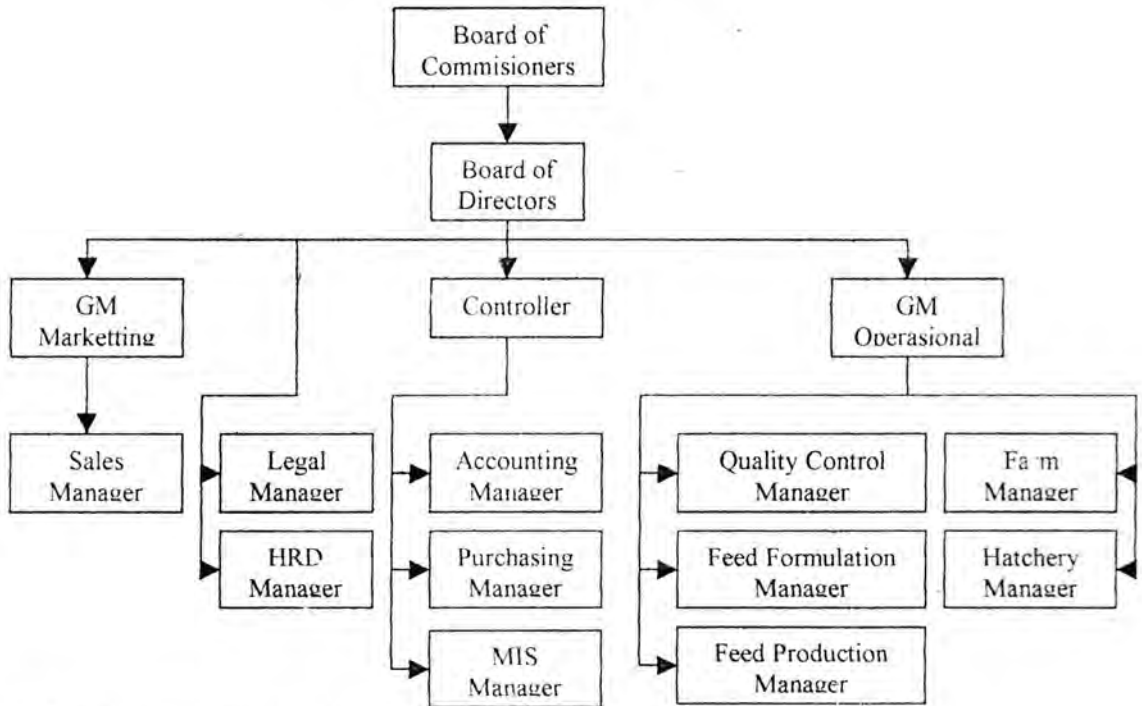 Board of
Commisioners
Board of
Directors
GM
Marketting
Controller
GM
Operasional
Sales
Manager
Legal
Manager
Accounting
Manager
Quality Control
Manager
Farm
Manager
HRD
Manager
Purchasing
Manager
Feed Formulation
Manager
Hatchery
Manager
MIS
Manager
Feed Production
Manager